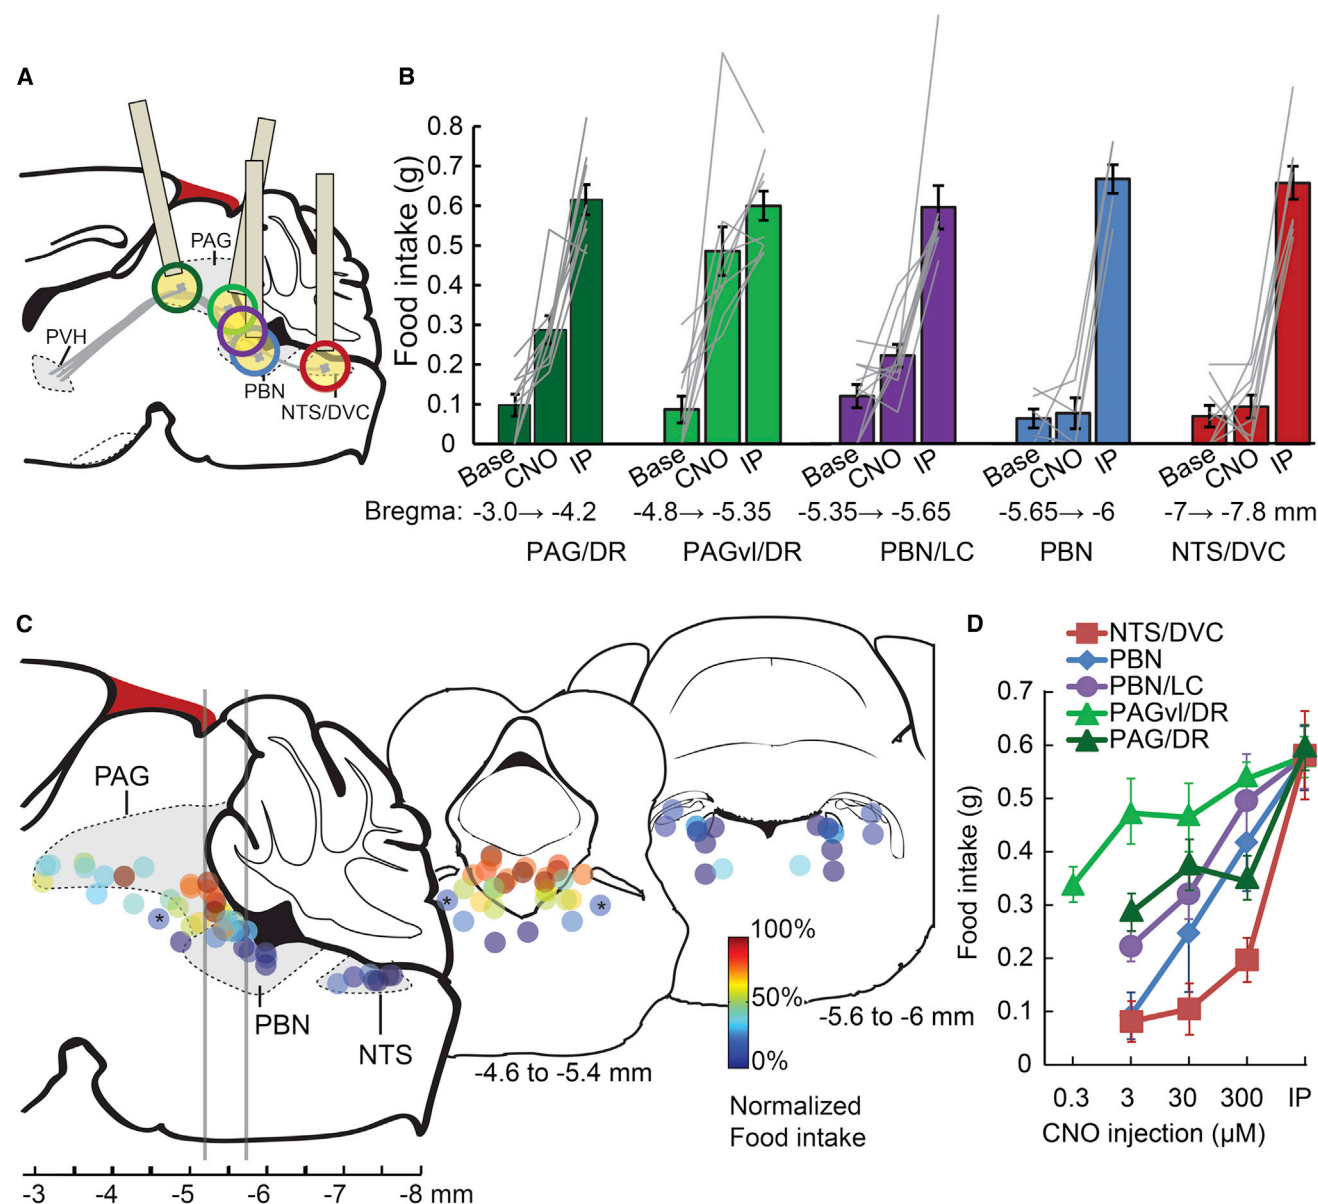 A
PAG
PVH
PBN
NTS/DVC
B
Food intake (g)
0.8
0.7
0.6
0.5
0.4
0.3
0.2
0.1
0
Base CNO IP Base CNO IP Base CNO IP Base CNO IP Base CNO IP
Bregma: -3.0→ -4.2 -4.8→ -5.35 -5.35→ -5.65 -5.65→ -6 -7→ -7.8 mm
PAG/DR PAGvl/DR PBN/LC PBN NTS/DVC
C
PAG
*
PBN
NTS
-3 -4 -5 -6 -7 -8 mm
* *
-4.6 to -5.4 mm
-5.6 to -6 mm
100%
50%
0%
Normalized
Food intake
D
NTS/DVC
PBN
PBN/LC
PAGvl/DR
PAG/DR
Food intake (g)
0.7
0.6
0.5
0.4
0.3
0.2
0.1
0
0.3 3 30 300 IP
CNO injection (µM)